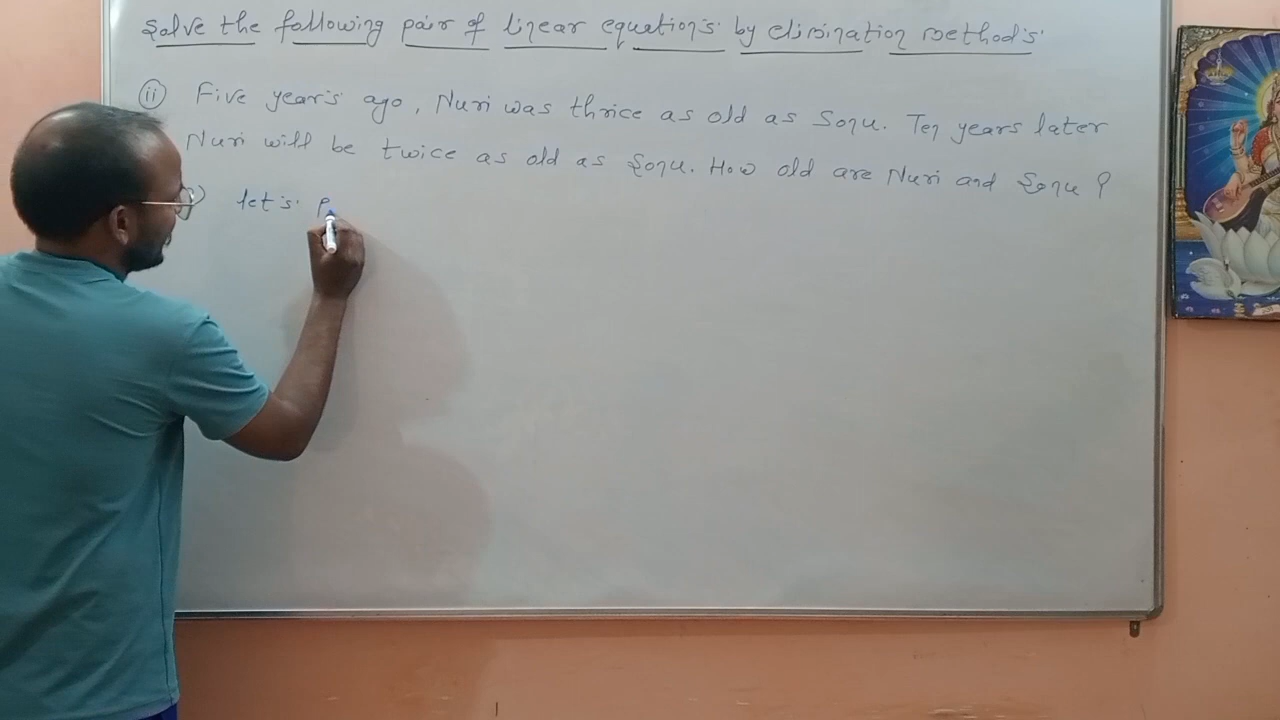 Solve the following pair of linear equations by elimination methods.
ii Five years ago, Nuri was thrice as old as Sonu. Ten years later
Nuri will be twice as old as Sonu. How old are Nuri and Sonu ?
let's. P